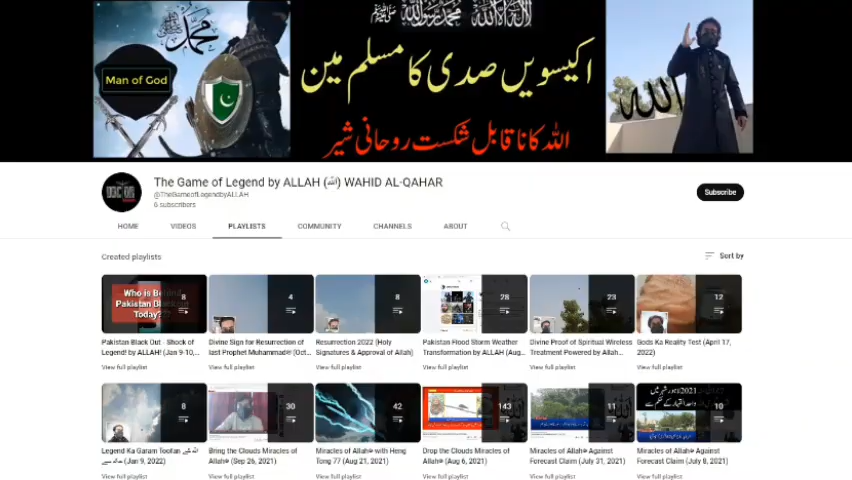 لا اله الا الله محمد رسول الله ﷺ
محمد
Man of God
اکیسویں صدی کا مسلم مین
اللہ کا ناقابل شکست روحانی شیر
الله
The Game of Legend by ALLAH (ﷲ) WAHID AL-QAHAR
@TheGameofLegendbyALLAH
6 subscribers
Subscribe
HOME VIDEOS PLAYLISTS COMMUNITY CHANNELS ABOUT
Created playlists Sort by
Who is Behind
Pakistan Black Out
Today???
8 4 8 28 23 12
Pakistan Black Out - Shock of Legend! by ALLAH! (Jan 9-10,...
Divine Sign for Resurrection of last Prophet Muhammadﷺ [Oct...
Resurrection 2022 [Holy Signatures & Approval of Allah]
Pakistan Flood Storm Weather Transformation by ALLAH (Aug...
Divine Proof of Spiritual Wireless Treatment Powered by Allah...
Gods Ka Reality Test (April 17, 2022)
View full playlist View full playlist View full playlist View full playlist View full playlist View full playlist
8 30 42 143 11 10
Legend Ka Garam Toofan (Jan 9, 2022)
Bring the Clouds Miracles of Allahﷻ (Sep 26, 2021)
Miracles of Allahﷻ with Heng Tong 77 (Aug 21, 2021)
Drop the Clouds Miracles of Allahﷻ (Aug 6, 2021)
Miracles of Allahﷻ Against Forecast Claim (July 31, 2021)
Miracles of Allahﷻ Against Forecast Claim (July 8, 2021)
View full playlist View full playlist View full playlist View full playlist View full playlist View full playlist